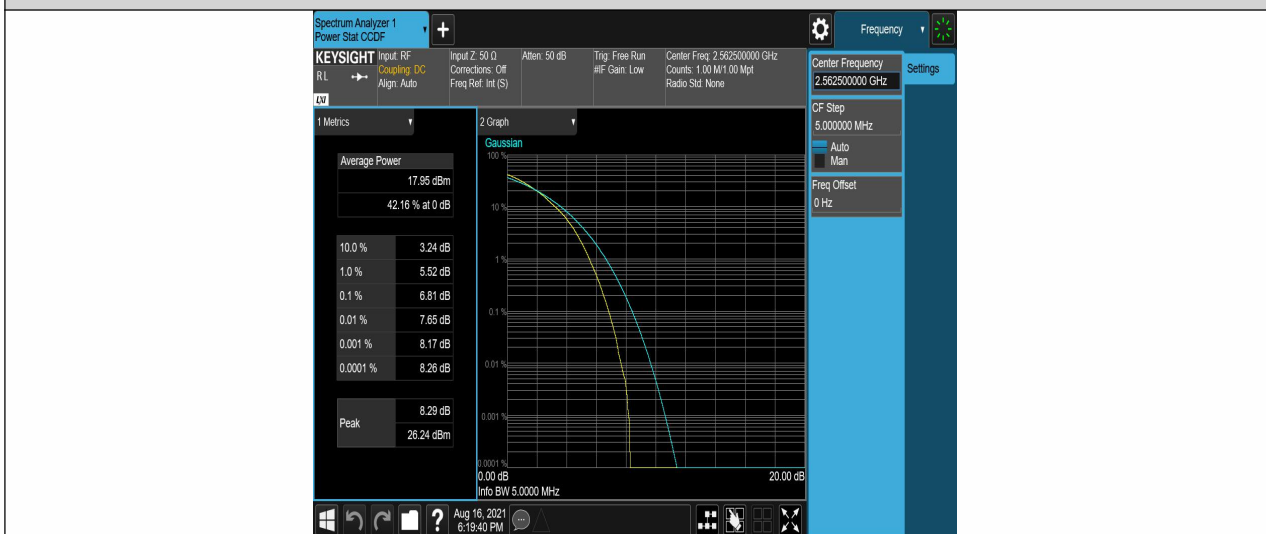 Spectrum Analyzer 1
Power Stat CCDF
+
Frequency
KEYSIGHT
R L
LXI
Input: RF
Coupling: DC
Align: Auto
Input Z: 50 Ω
Corrections: Off
Freq Ref: Int (S)
Atten: 50 dB
Trig: Free Run
#IF Gain: Low
Center Freq: 2.562500000 GHz
Counts: 1.00 M/1.00 Mpt
Radio Std: None
Center Frequency
2.562500000 GHz
Settings
CF Step
5.000000 MHz
Auto
Man
Freq Offset
0 Hz
1 Metrics
Average Power
17.95 dBm
42.16 % at 0 dB
10.0 % 3.24 dB
1.0 % 5.52 dB
0.1 % 6.81 dB
0.01 % 7.65 dB
0.001 % 8.17 dB
0.0001 % 8.26 dB
Peak
8.29 dB
26.24 dBm
2 Graph
Gaussian
100 %
10 %
1 %
0.1 %
0.01 %
0.001 %
0.0001 %
0.00 dB 20.00 dB
Info BW 5.0000 MHz
?
Aug 16, 2021
6:19:40 PM